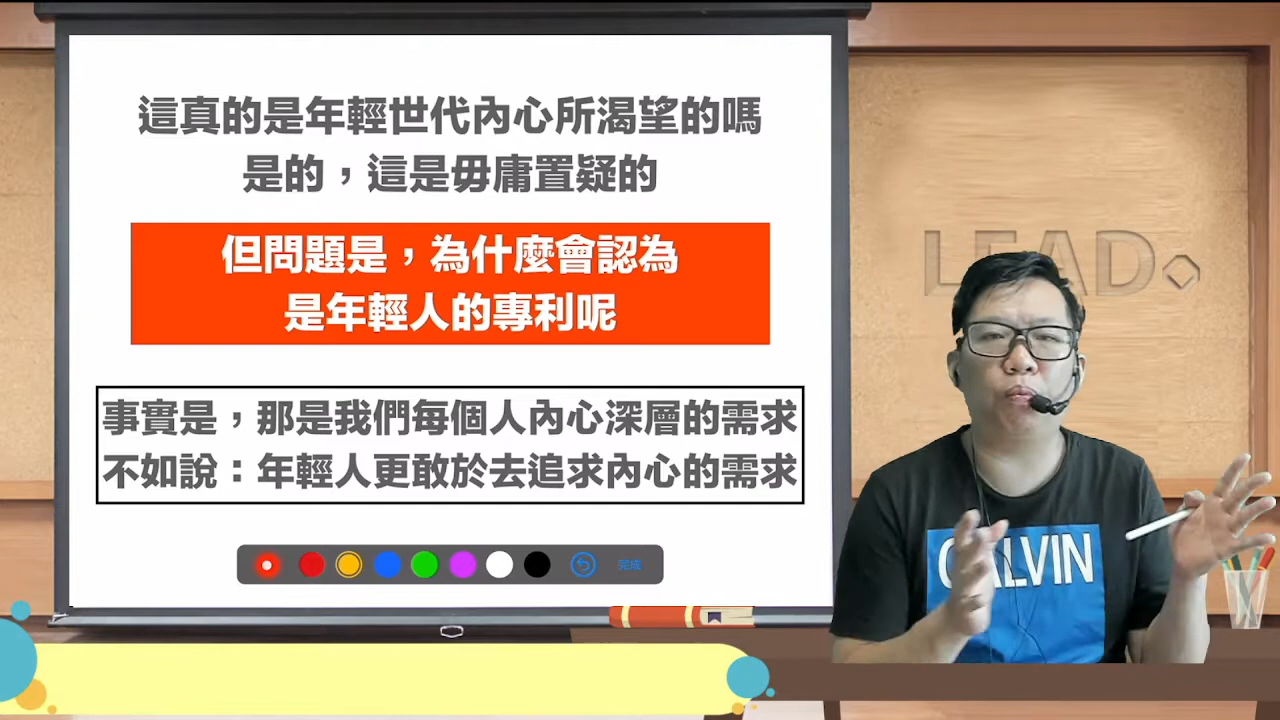 這真的是年輕世代內心所渴望的嗎
是的，這是毋庸置疑的
但問題是，為什麼會認為
是年輕人的專利呢
事實是，那是我們每個人內心深層的需求
不如說：年輕人更敢於去追求內心的需求
完成
LEAD
CALVIN